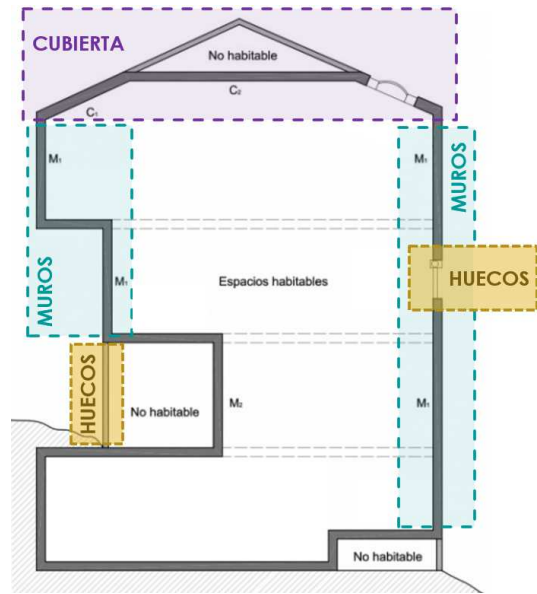 CUBIERTA
No habitable
C₂
C₁
M₁
M₁
MUROS
MUROS
M₁
Espacios habitables
HUECOS
HUECOS
No habitable
M₂
M₁
No habitable